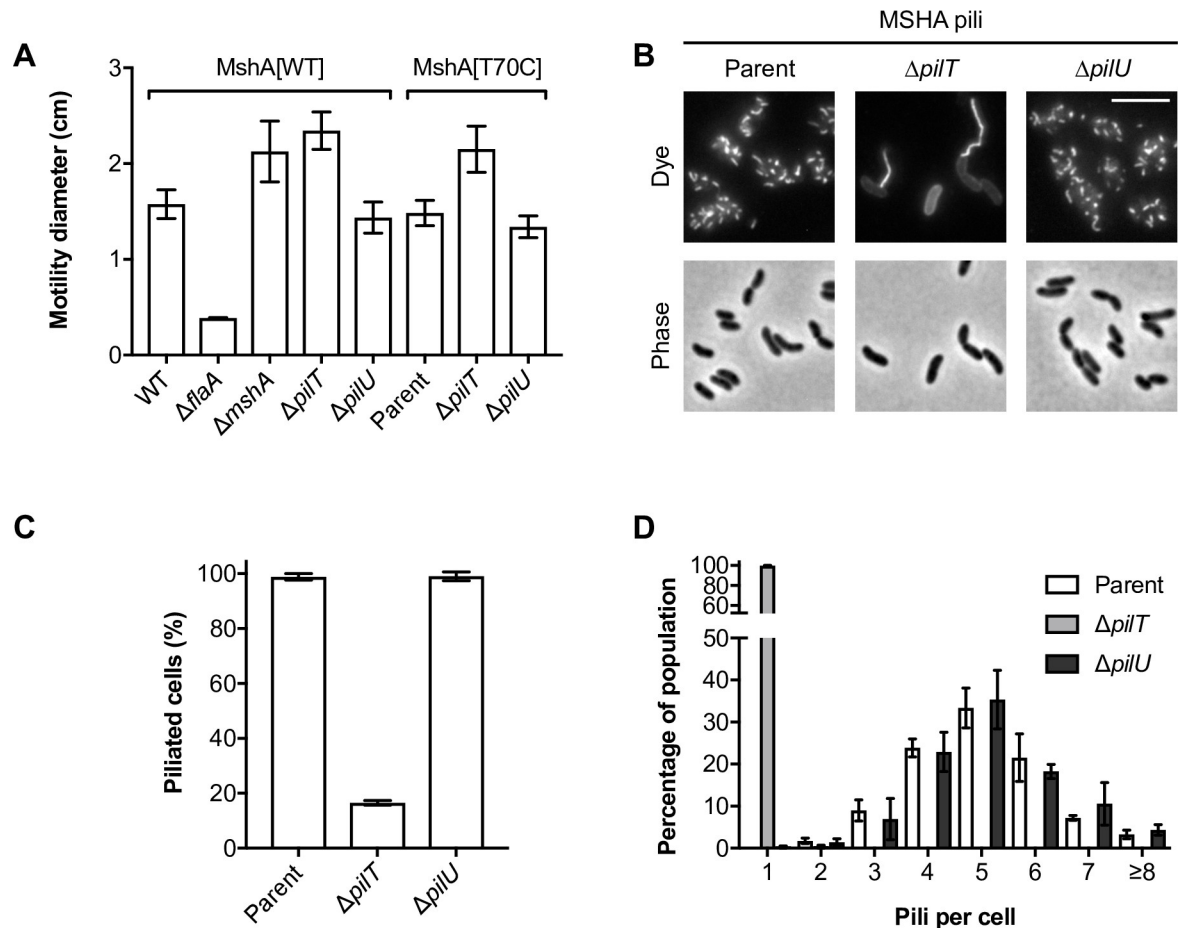 A
Motility diameter (cm)
3
2
1
0
MshA[WT]
MshA[T70C]
WT
ΔflaA
ΔmshA
ΔpilT
ΔpilU
Parent
ΔpilT
ΔpilU
MSHA pili
B
Parent
ΔpilT
ΔpilU
Dye
Phase
C
Piliated cells (%)
100
80
60
40
20
0
Parent
ΔpilT
ΔpilU
D
Percentage of population
100
80
60
50
40
30
20
10
0
Parent
ΔpilT
ΔpilU
1 2 3 4 5 6 7 ≥8
Pili per cell